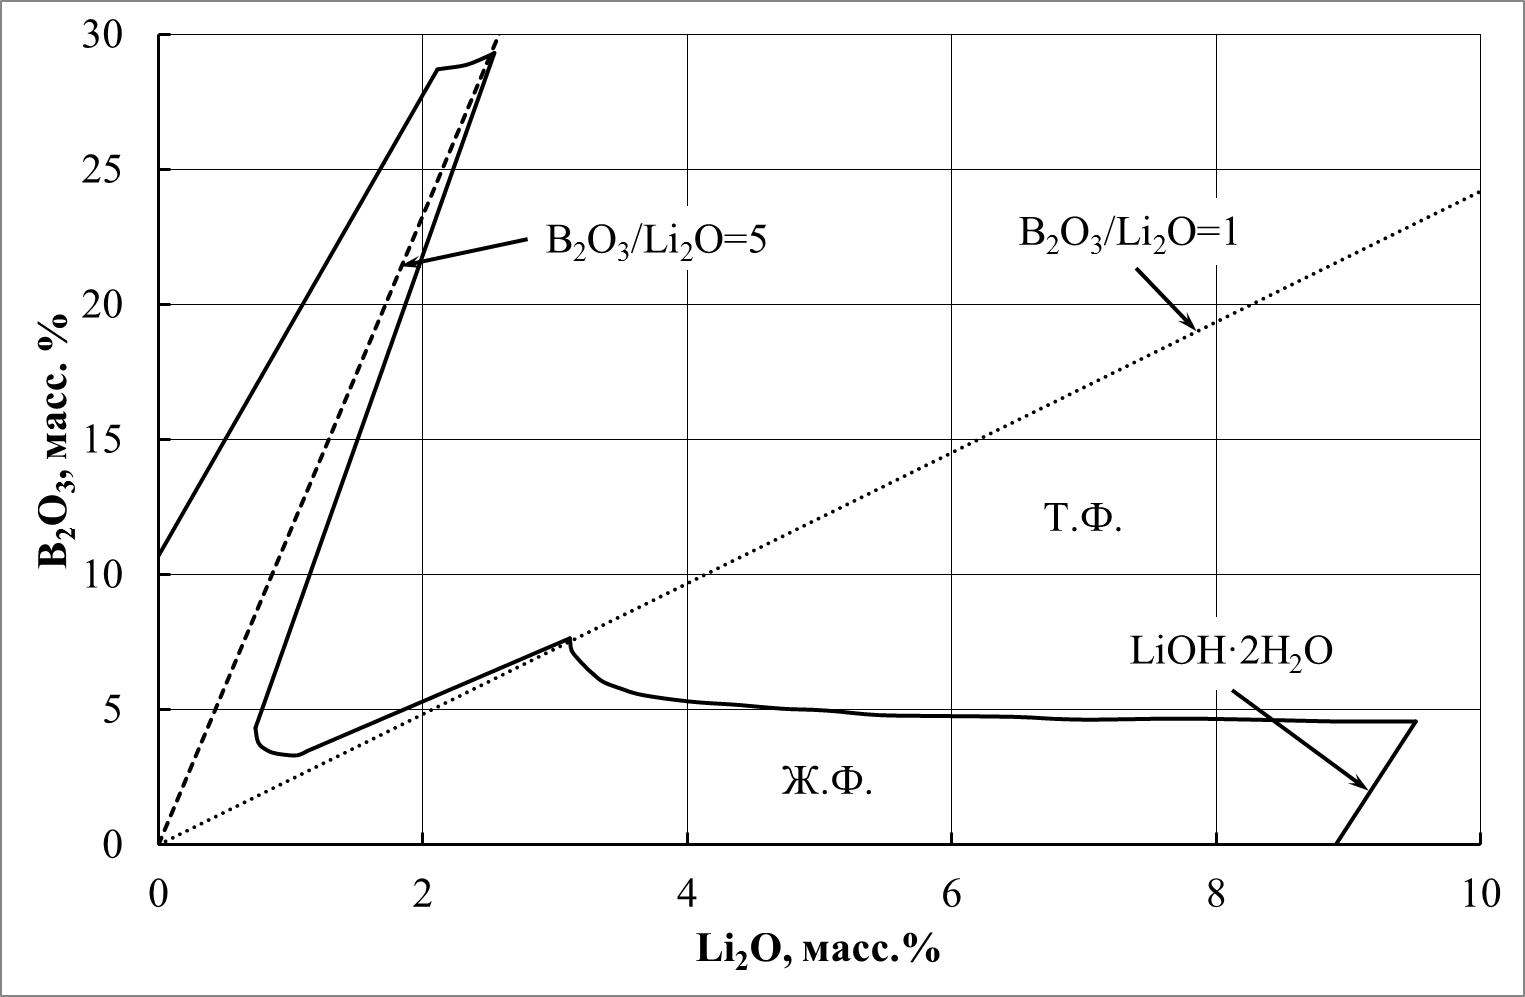 30
25
20
15
10
5
0
B₂O₃, масс. %
B₂O₃/Li₂O=5
B₂O₃/Li₂O=1
Т.Ф.
LiOH·2H₂O
Ж.Ф.
0 2 4 6 8 10
Li₂O, масс.%